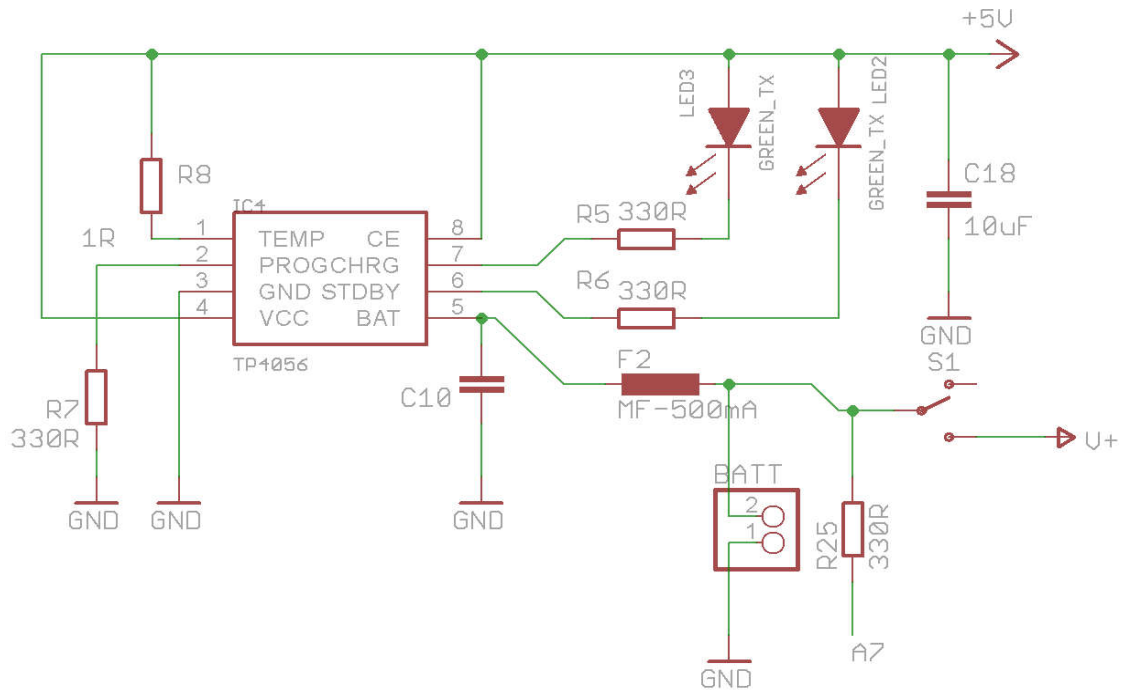 +5V
LED3
GREEN_TX
GREEN_TX LED2
R8
1R
IC4
1
2
3
4
TEMP CE
PROGCHRG
GND STDBY
VCC BAT
8
7
6
5
TP4056
R5 330R
R6 330R
C18
10uF
GND
S1
F2
MF-500mA
C10
R7
330R
GND
GND
GND
V+
BATT
2
1
R25
330R
GND
A7